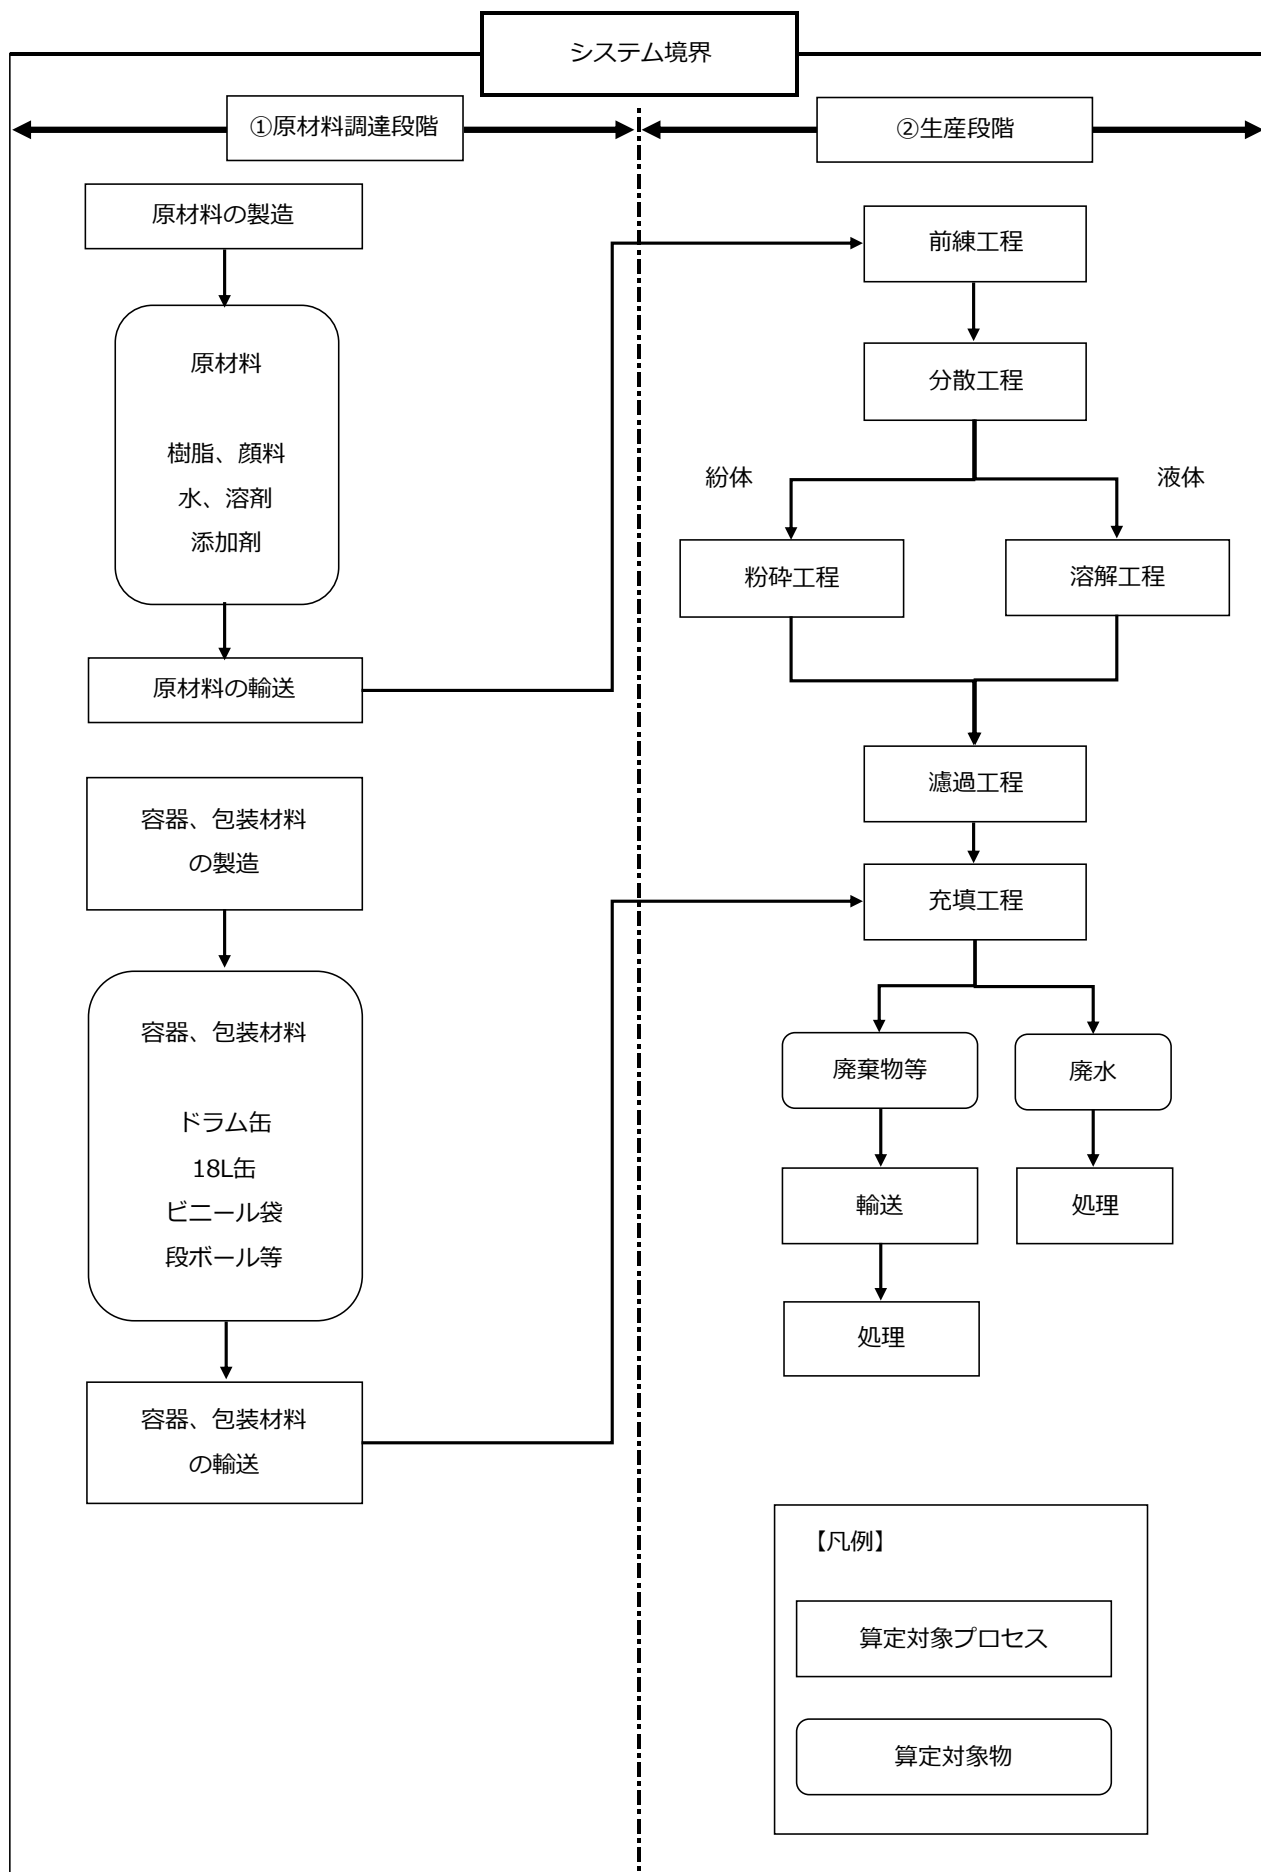 システム境界
①原材料調達段階
②生産段階
原材料の製造
原材料
樹脂、顔料
水、溶剤
添加剤
原材料の輸送
容器、包装材料
の製造
容器、包装材料
ドラム缶
18L缶
ビニール袋
段ボール等
容器、包装材料
の輸送
前練工程
分散工程
紛体
液体
粉砕工程
溶解工程
濾過工程
充填工程
廃棄物等
廃水
輸送
処理
処理
【凡例】
算定対象プロセス
算定対象物